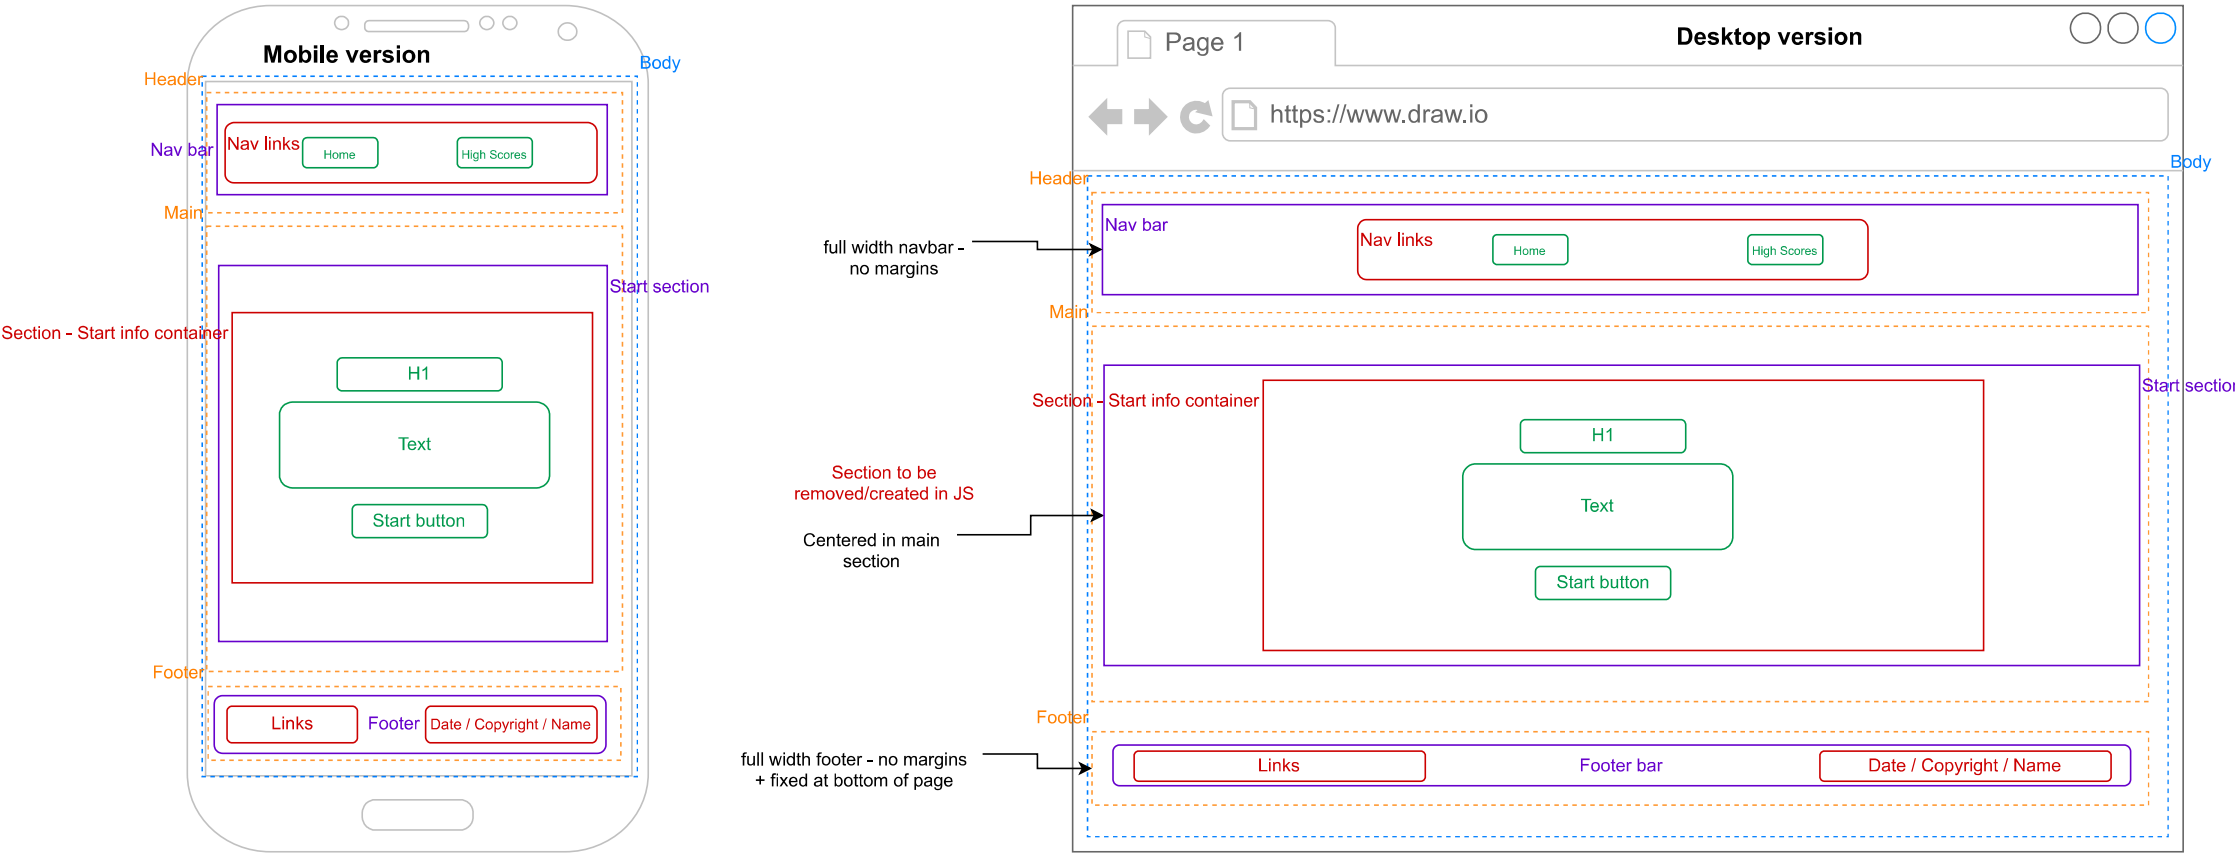 Mobile version
Body
Header
Nav bar
Nav links
Home
High Scores
Main
Start section
Section - Start info container
H1
Text
Start button
Footer
Links
Footer
Date / Copyright / Name
Page 1
Desktop version
https://www.draw.io
Body
Header
Nav bar
Nav links
Home
High Scores
full width navbar -
no margins
Main
Start section
Section - Start info container
H1
Text
Start button
Section to be
removed/created in JS
Centered in main
section
Footer
full width footer - no margins
+ fixed at bottom of page
Links
Footer bar
Date / Copyright / Name